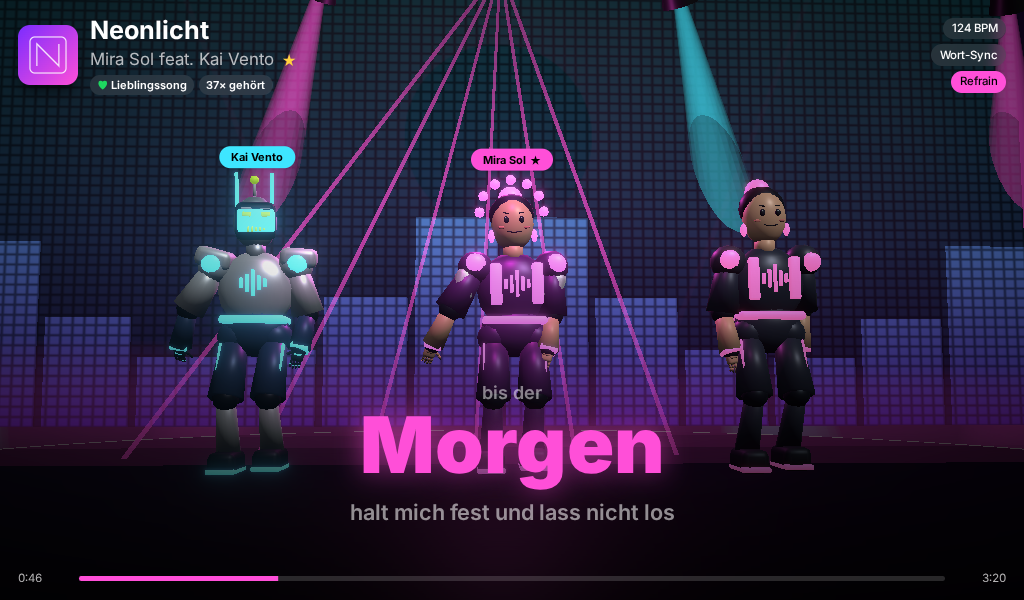 Neonlicht
Mira Sol feat. Kai Vento ★
Lieblingssong 37× gehört
124 BPM
Wort-Sync
Refrain
Kai Vento
Mira Sol ★
bis der
Morgen
halt mich fest und lass nicht los
0:46
3:20